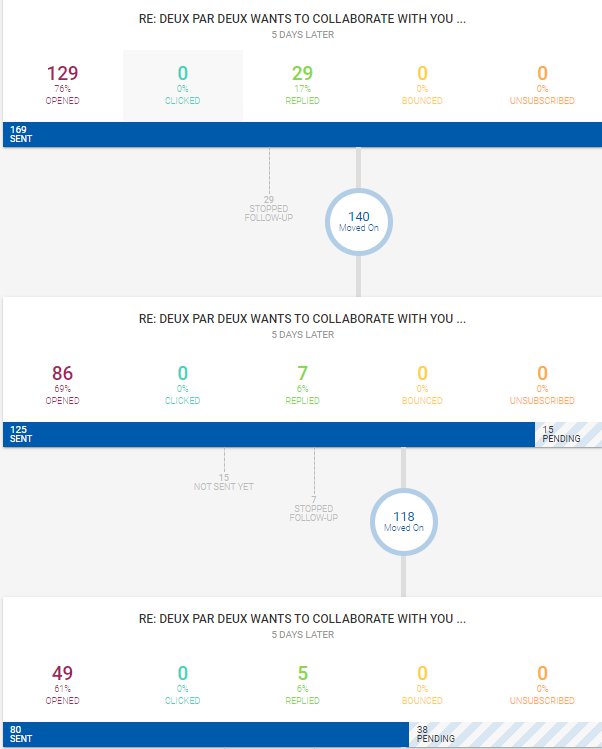 RE: DEUX PAR DEUX WANTS TO COLLABORATE WITH YOU ...
5 DAYS LATER
129 0 29 0 0
76% 0% 17% 0% 0%
OPENED CLICKED REPLIED BOUNCED UNSUBSCRIBED
169
SENT
29
STOPPED
FOLLOW-UP
140
Moved On
RE: DEUX PAR DEUX WANTS TO COLLABORATE WITH YOU ...
5 DAYS LATER
86 0 7 0 0
69% 0% 6% 0% 0%
OPENED CLICKED REPLIED BOUNCED UNSUBSCRIBED
125 15
SENT PENDING
15
NOT SENT YET
7
STOPPED
FOLLOW-UP
118
Moved On
RE: DEUX PAR DEUX WANTS TO COLLABORATE WITH YOU ...
5 DAYS LATER
49 0 5 0 0
61% 0% 6% 0% 0%
OPENED CLICKED REPLIED BOUNCED UNSUBSCRIBED
80 38
SENT PENDING